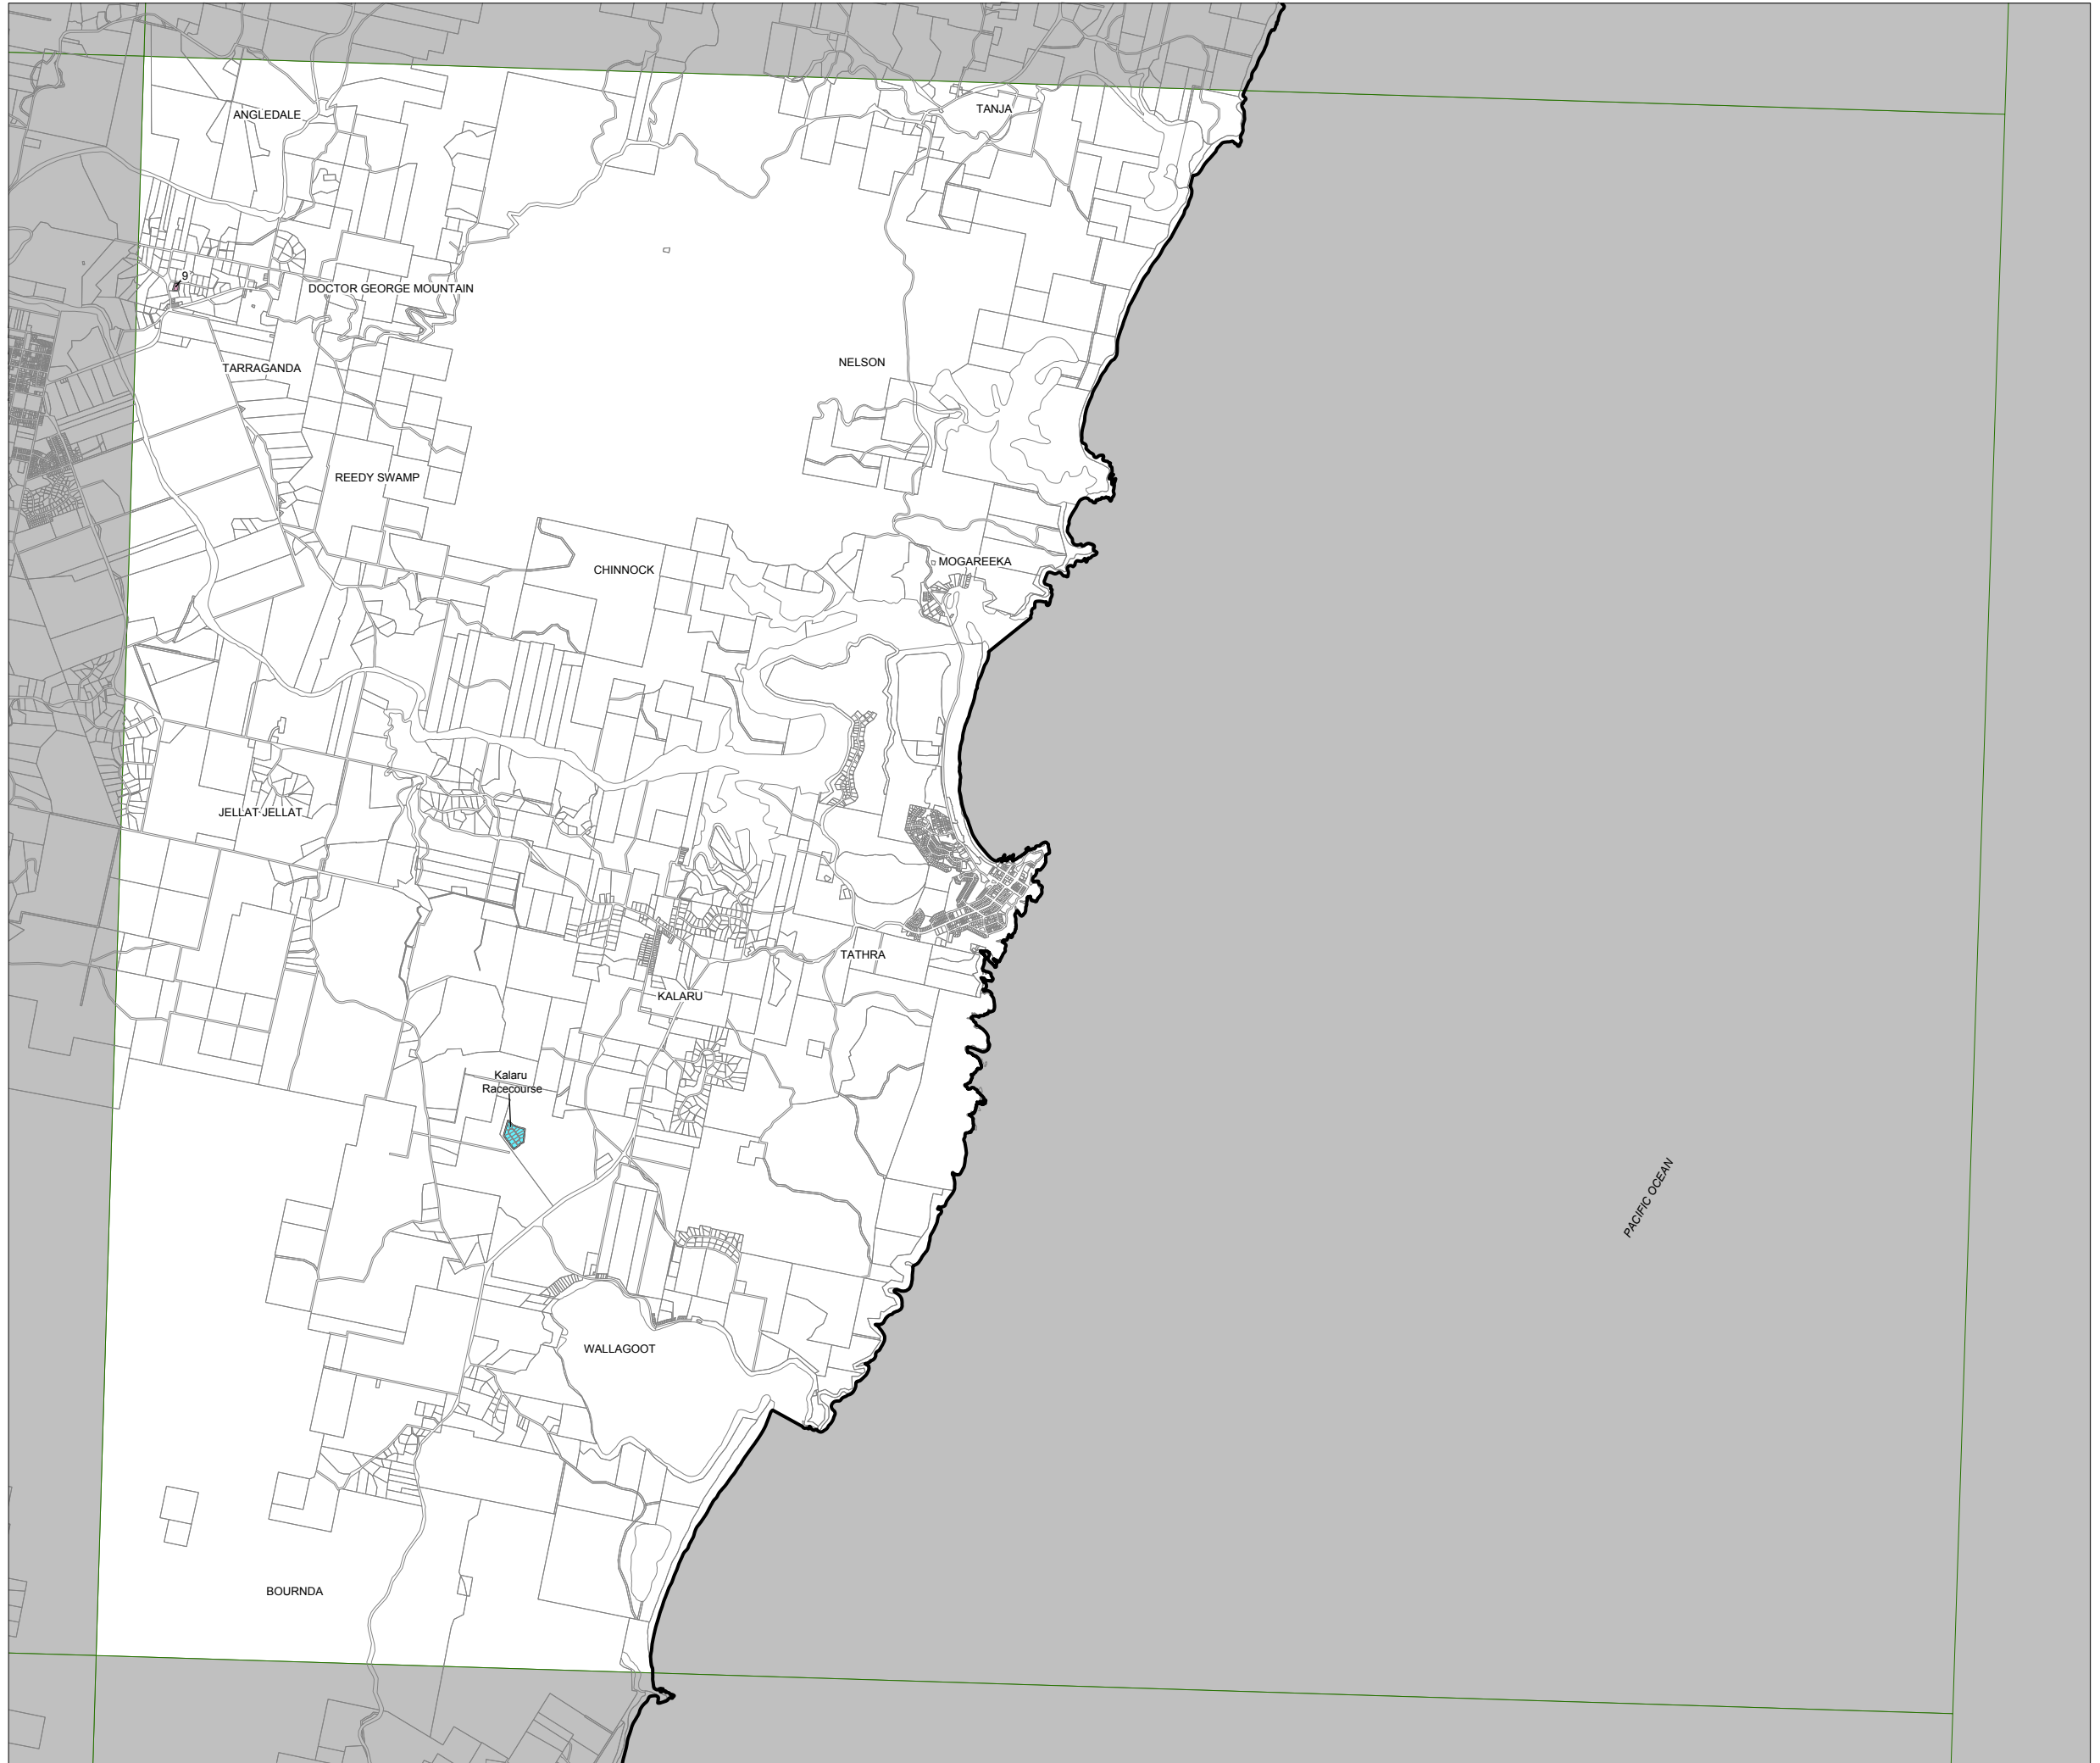 TANJA
ANGLEDALE
9
DOCTOR GEORGE MOUNTAIN
NELSON
TARRAGANDA
REEDY SWAMP
MOGAREEKA
CHINNOCK
JELLAT JELLAT
TATHRA
KALARU
Kalaru
Racecourse
PACIFIC OCEAN
WALLAGOOT
BOURNDA